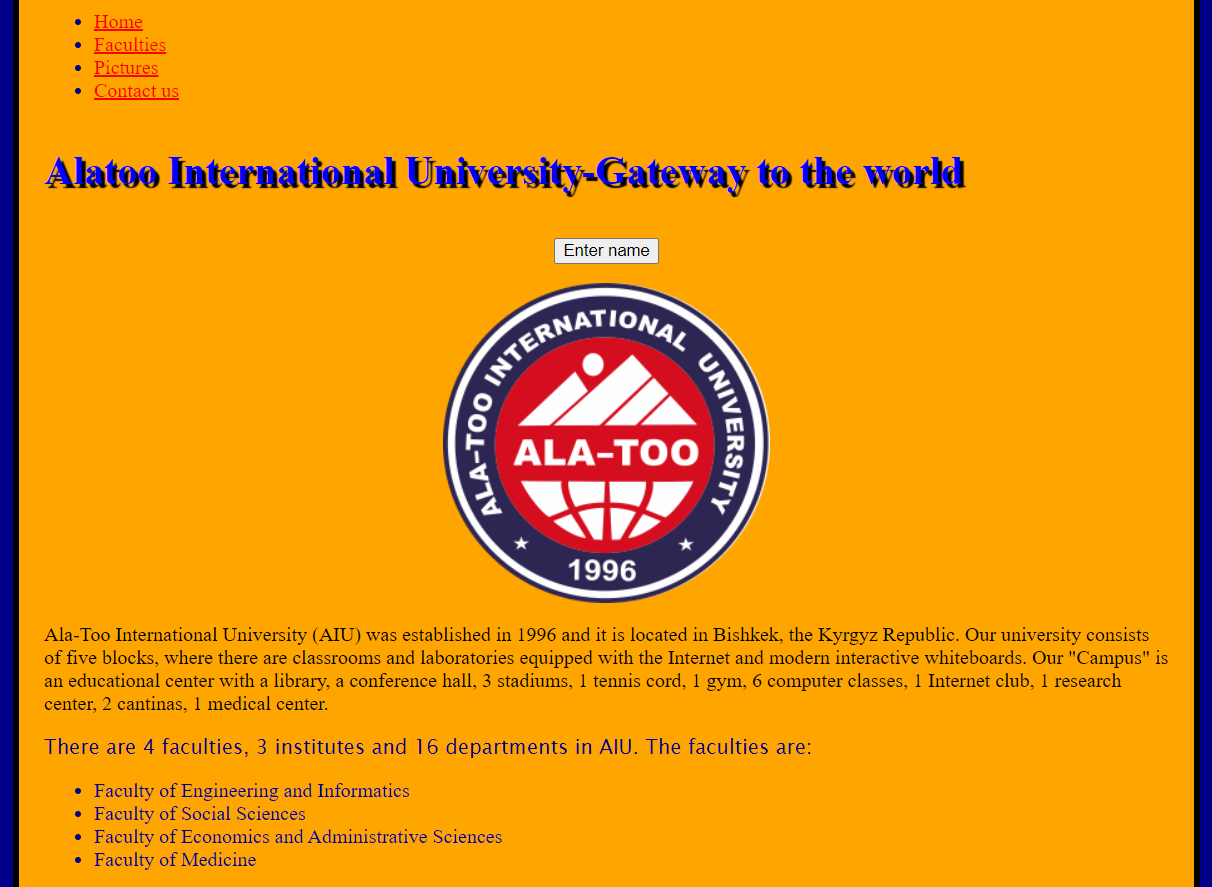 Home
Faculties
Pictures
Contact us
Alatoo International University-Gateway to the world
Enter name
ALA-TOO INTERNATIONAL UNIVERSITY
ALA-TOO
1996
Ala-Too International University (AIU) was established in 1996 and it is located in Bishkek, the Kyrgyz Republic. Our university consists
of five blocks, where there are classrooms and laboratories equipped with the Internet and modern interactive whiteboards. Our "Campus" is
an educational center with a library, a conference hall, 3 stadiums, 1 tennis cord, 1 gym, 6 computer classes, 1 Internet club, 1 research
center, 2 cantinas, 1 medical center.
There are 4 faculties, 3 institutes and 16 departments in AIU. The faculties are:
Faculty of Engineering and Informatics
Faculty of Social Sciences
Faculty of Economics and Administrative Sciences
Faculty of Medicine